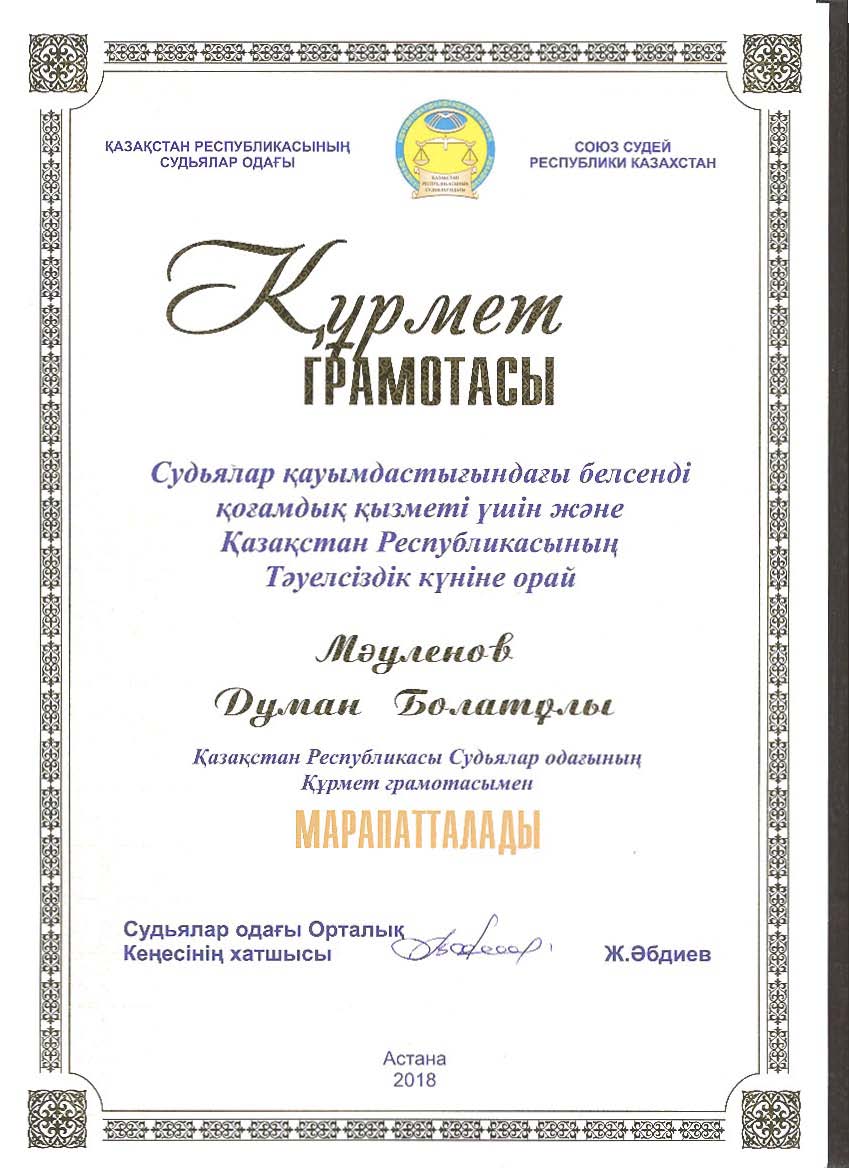 ҚАЗАҚСТАН РЕСПУБЛИКАСЫНЫҢ
СУДЬЯЛАР ОДАҒЫ
ҚАЗАҚСТАН
РЕСПУБЛИКАСЫНЫҢ
СУДЬЯЛАР ОДАҒЫ
СОЮЗ СУДЕЙ
РЕСПУБЛИКИ КАЗАХСТАН
Құрмет
ГРАМОТАСЫ
Судьялар қауымдастығындағы белсенді
қоғамдық қызметі үшін және
Қазақстан Республикасының
Тәуелсіздік күніне орай
Мәуленов
Думан Болатұлы
Қазақстан Республикасы Судьялар одағының
Құрмет грамотасымен
МАРАПАТТАЛАДЫ
Судьялар одағы Орталық
Кеңесінің хатшысы
Ж.Әбдиев
Астана
2018